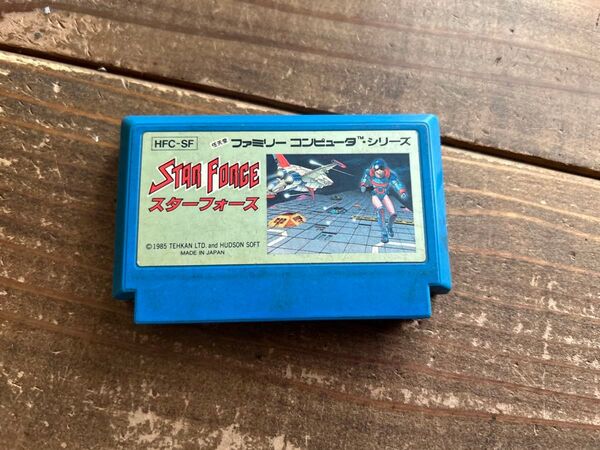 HFC-SF
任天堂 ファミリー コンピュータ™・シリーズ
STAR FORCE
スターフォース
©1985 TEHKAN LTD. and HUDSON SOFT
MADE IN JAPAN